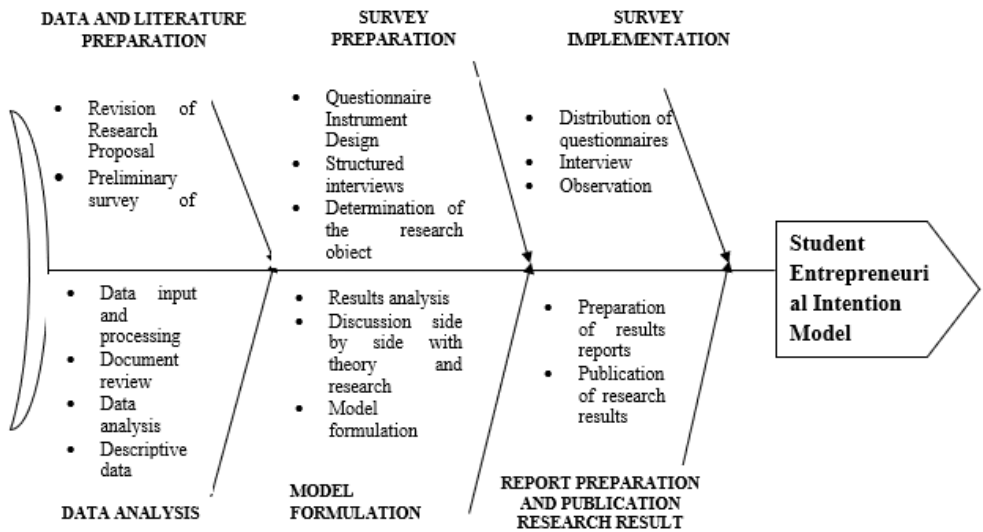 DATA AND LITERATURE
PREPARATION
Revision of
Research
Proposal
Preliminary
survey of
SURVEY
PREPARATION
Questionnaire
Instrument
Design
Structured
interviews
Determination of
the research
obiect
SURVEY
IMPLEMENTATION
Distribution of
questionnaires
Interview
Observation
Student
Entrepreneuri
al Intention
Model
Data input
and
processing
Document
review
Data
analysis
Descriptive
data
DATA ANALYSIS
Results analysis
Discussion side
by side with
theory and
research
Model
formulation
MODEL
FORMULATION
Preparation
of results
reports
Publication
of research
results
REPORT PREPARATION
AND PUBLICATION
RESEARCH RESULT